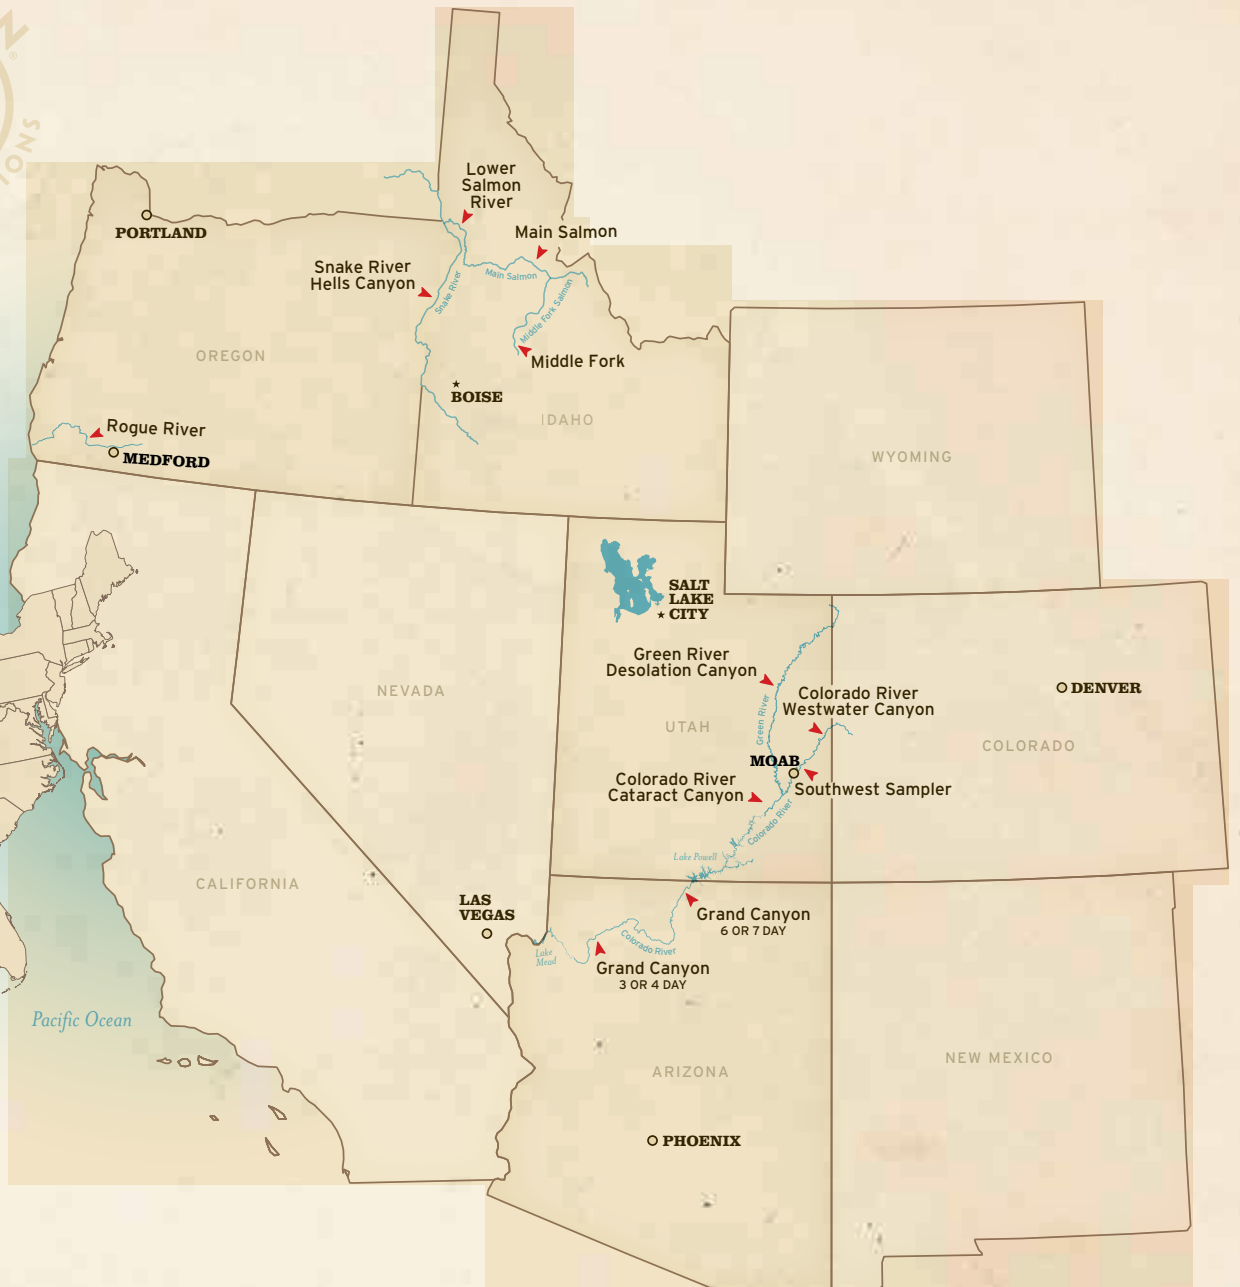 Lower
Salmon
River
Main Salmon
PORTLAND
Snake River
Hells Canyon
Main Salmon
Snake River
Middle Fork Salmon
OREGON
Middle Fork
BOISE
IDAHO
Rogue River
MEDFORD
WYOMING
SALT
LAKE
CITY
Green River
Desolation Canyon
NEVADA
Green River
Colorado River
Westwater Canyon
DENVER
UTAH
COLORADO
MOAB
Colorado River
Cataract Canyon
Southwest Sampler
Colorado River
Lake Powell
CALIFORNIA
LAS
VEGAS
Grand Canyon
6 OR 7 DAY
Colorado River
Lake
Mead
Grand Canyon
3 OR 4 DAY
Pacific Ocean
NEW MEXICO
ARIZONA
PHOENIX